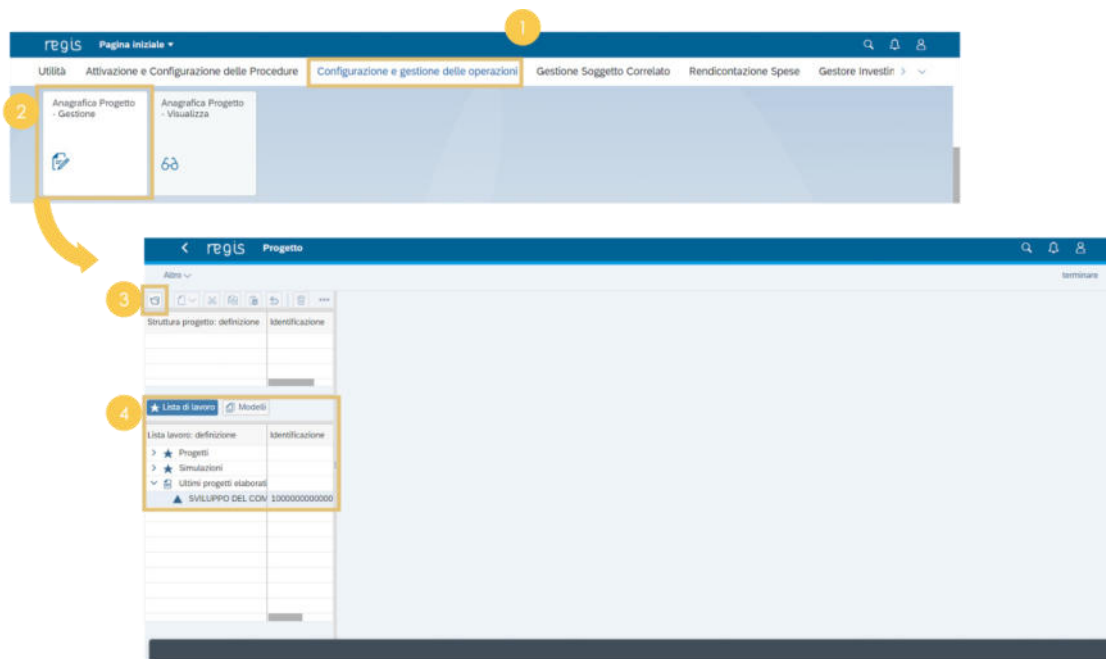 1
regis Pagina iniziale
Utilità Attivazione e Configurazione delle Procedure Configurazione e gestione delle operazioni Gestione Soggetto Correlato Rendicontazione Spese Gestore Investin
2
Anagrafica Progetto
- Gestione
Anagrafica Progetto
- Visualizza
regis Progetto
Altro
terminare
3
Struttura progetto: definizione Identificazione
4
Lista di lavoro Modelli
Lista lavoro: definizione Identificazione
Progetti
Simulazioni
Ultimi progetti elaborati
SVILUPPO DEL COM 1000000000000